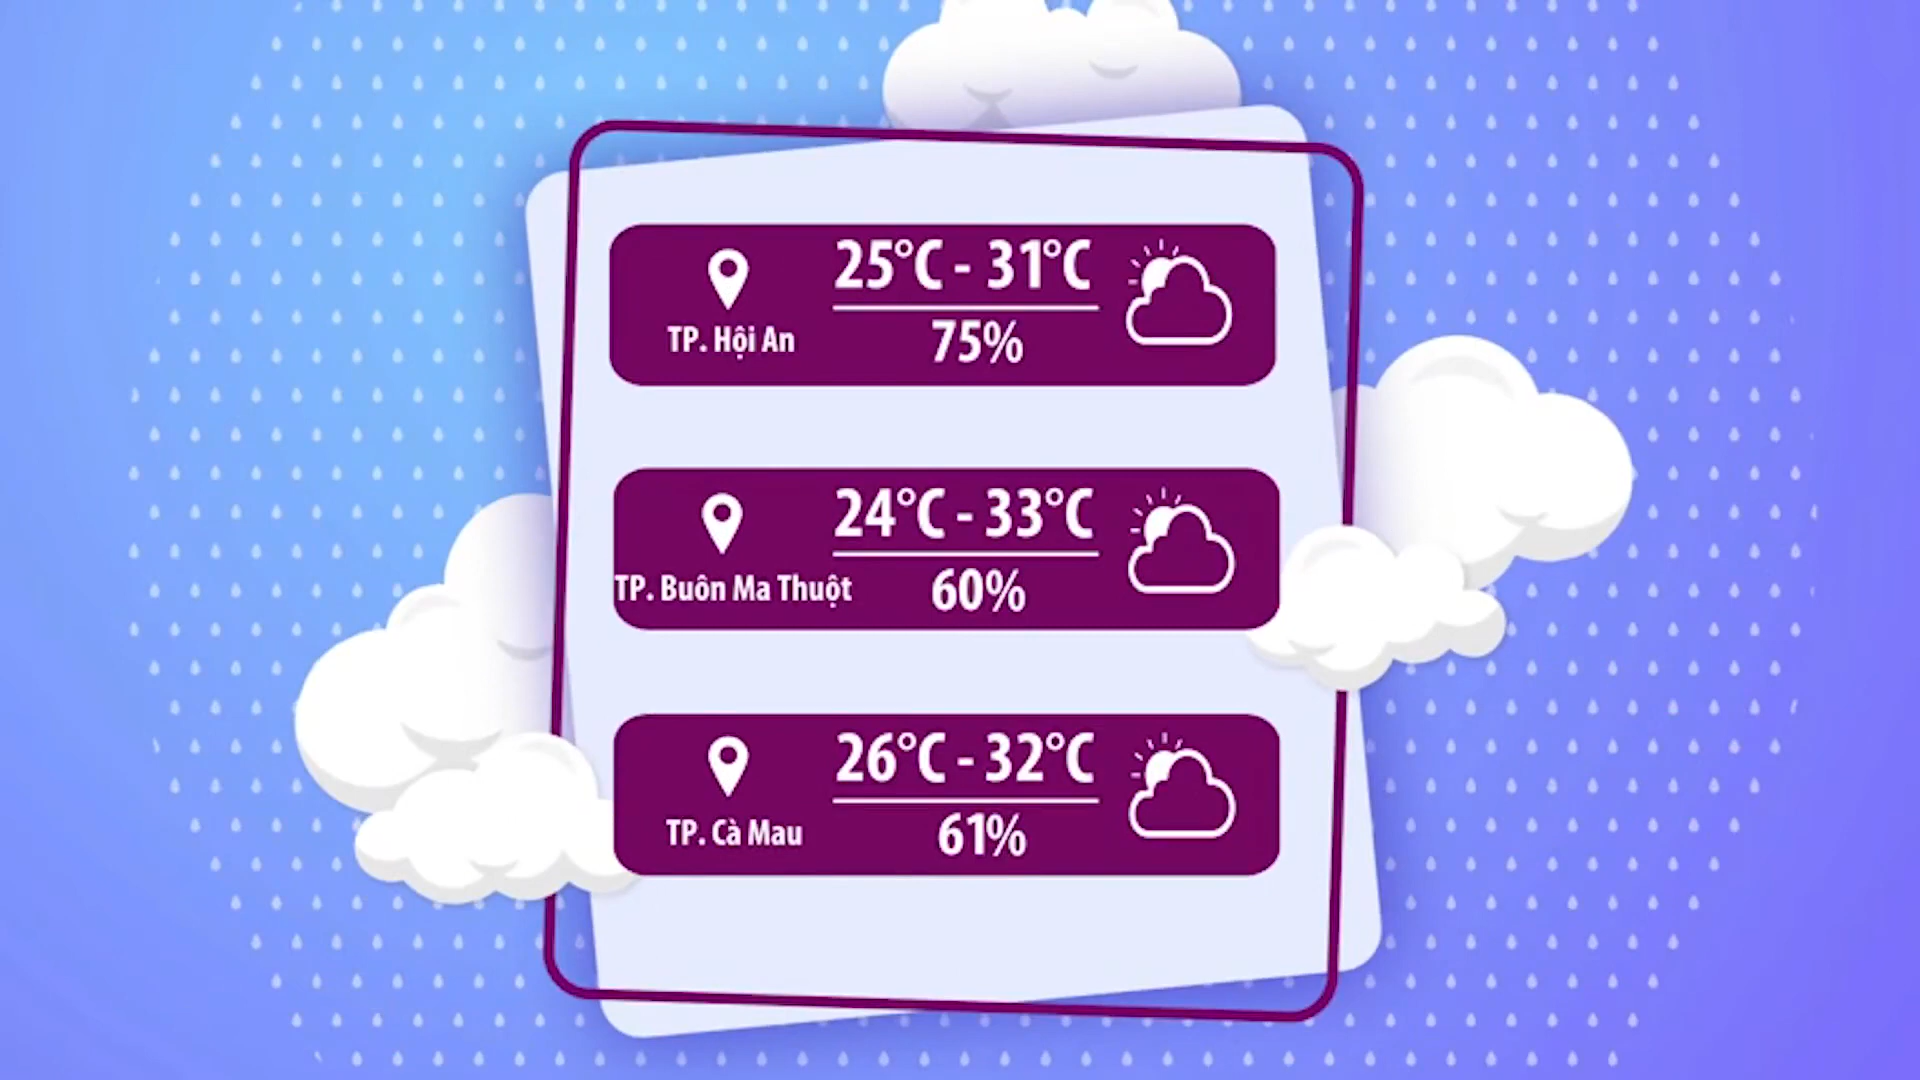 25°C - 31°C
TP. Hội An
75%
24°C - 33°C
TP. Buôn Ma Thuột
60%
26°C - 32°C
TP. Cà Mau
61%